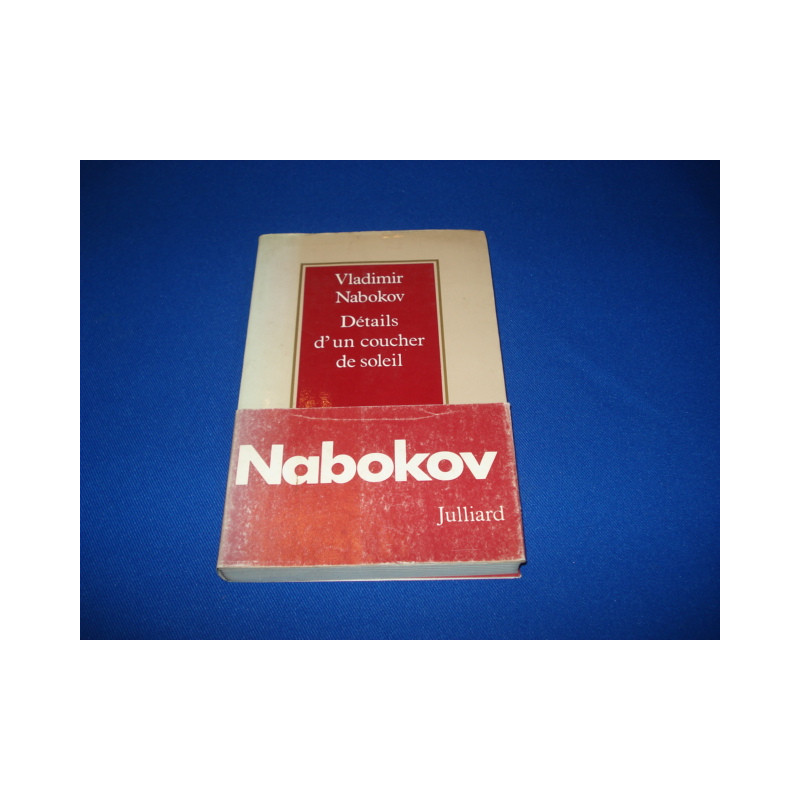 Vladimir
Nabokov
Détails
d'un coucher
de soleil
Nabokov
Julliard